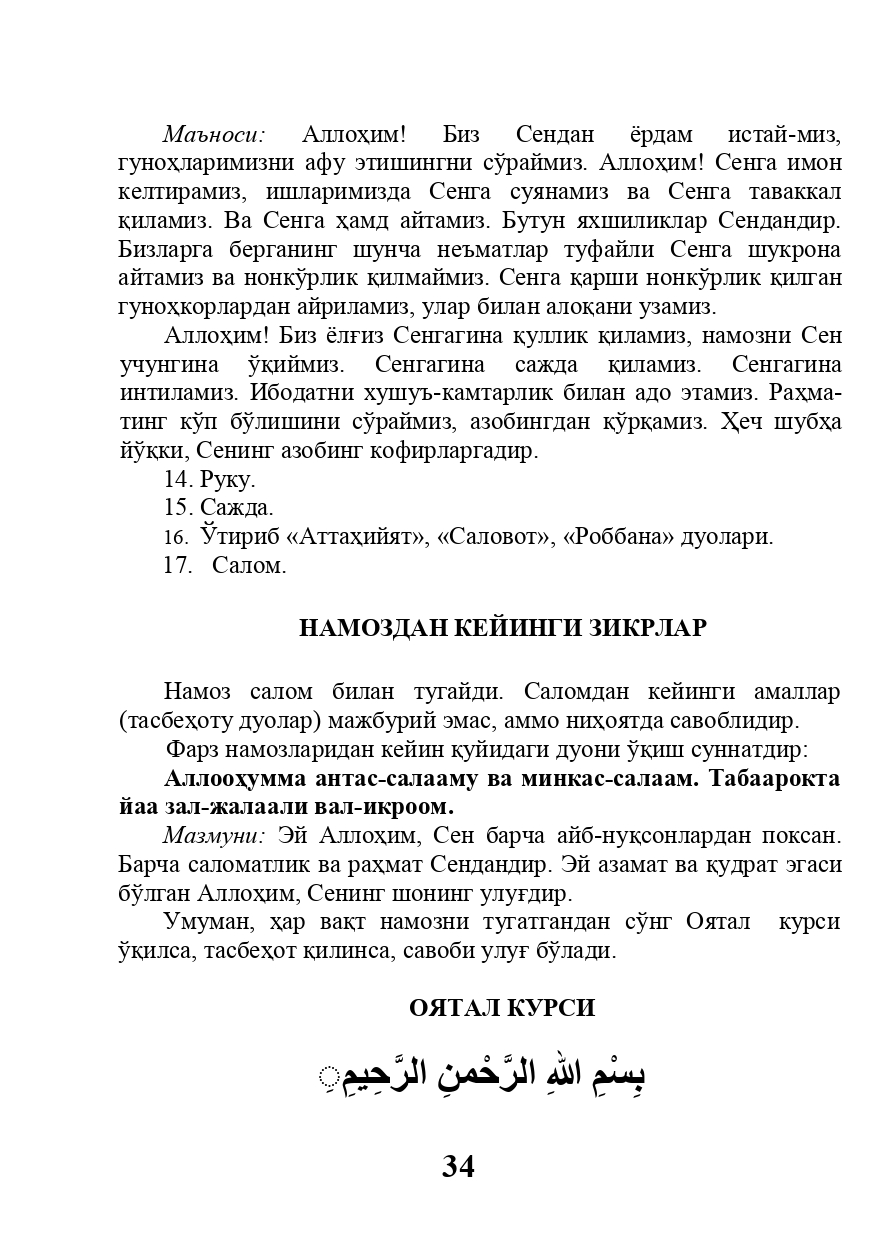 Маъноси: Аллоҳим! Биз Сендан ёрдам истай-миз,
гуноҳларимизни афу этишингни сўраймиз. Аллоҳим! Сенга имон
келтирамиз, ишларимизда Сенга суянамиз ва Сенга таваккал
қиламиз. Ва Сенга ҳамд айтамиз. Бутун яхшиликлар Сендандир.
Бизларга берганинг шунча неъматлар туфайли Сенга шукрона
айтамиз ва нонкўрлик қилмаймиз. Сенга қарши нонкўрлик қилган
гуноҳкорлардан айриламиз, улар билан алоқани узамиз.
Аллоҳим! Биз ёлғиз Сенгагина қуллик қиламиз, намозни Сен
учунгина ўқиймиз. Сенгагина сажда қиламиз. Сенгагина
интиламиз. Ибодатни хушуъ-камтарлик билан адо этамиз. Раҳма-
тинг кўп бўлишини сўраймиз, азобингдан қўрқамиз. Ҳеч шубҳа
йўқки, Сенинг азобинг кофирларгадир.
14. Руку.
15. Сажда.
16. Ўтириб «Аттаҳийят», «Саловот», «Роббана» дуолари.
17. Салом.
НАМОЗДАН КЕЙИНГИ ЗИКРЛАР
Намоз салом билан тугайди. Саломдан кейинги амаллар
(тасбеҳоту дуолар) мажбурий эмас, аммо ниҳоятда савоблидир.
Фарз намозларидан кейин қуйидаги дуони ўқиш суннатдир:
Аллооҳумма антас-салааму ва минкас-салаам. Табаарокта
йаа зал-жалаали вал-икроом.
Мазмуни: Эй Аллоҳим, Сен барча айб-нуқсонлардан поксан.
Барча саломатлик ва раҳмат Сендандир. Эй азамат ва қудрат эгаси
бўлган Аллоҳим, Сенинг шонинг улуғдир.
Умуман, ҳар вақт намозни тугатгандан сўнг Оятал курси
ўқилса, тасбеҳот қилинса, савоби улуғ бўлади.
ОЯТАЛ КУРСИ
بِسْمِ اللهِ الرَّحْمنِ الرَّحِيمِ
34